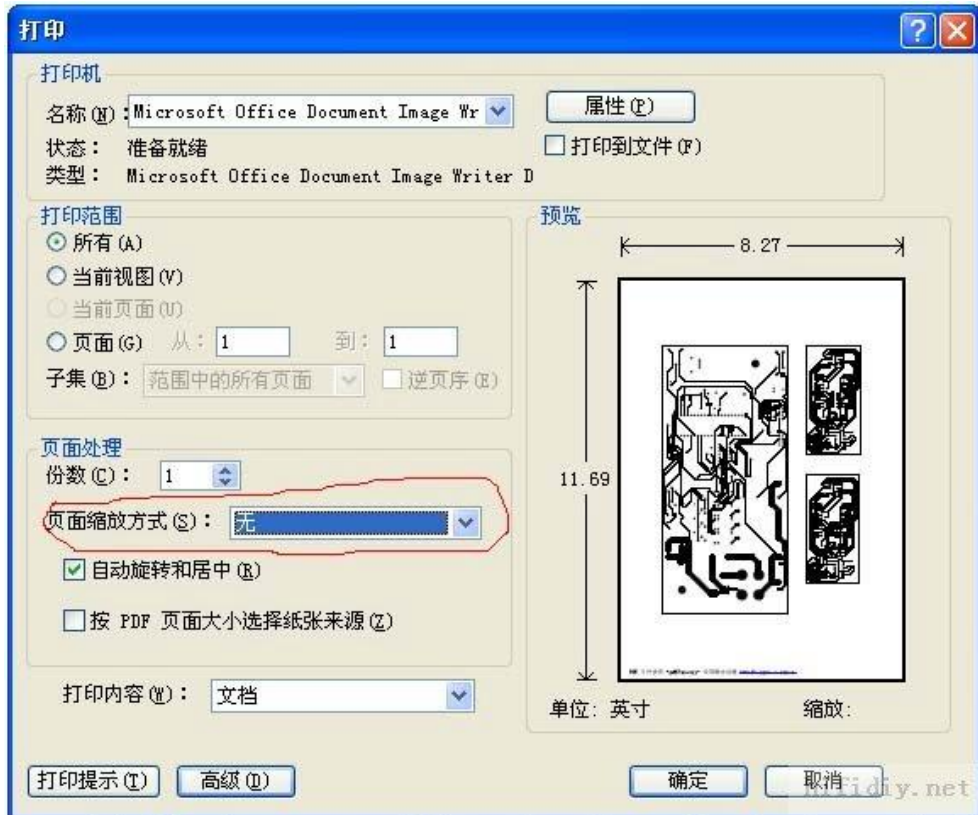 打印
打印机
名称(N): Microsoft Office Document Image Wr
属性(P)
状态： 准备就绪
打印到文件(F)
类型： Microsoft Office Document Image Writer D
打印范围
所有(A)
当前视图(V)
当前页面(U)
页面(G) 从: 1 到: 1
子集(B): 范围中的所有页面 逆页序(E)
页面处理
份数(C): 1
页面缩放方式(S): 无
自动旋转和居中(R)
按 PDF 页面大小选择纸张来源(Z)
打印内容(W): 文档
预览
8.27
11.69
单位: 英寸 缩放:
打印提示(T)
高级(D)
确定
取消
hifidiy.net